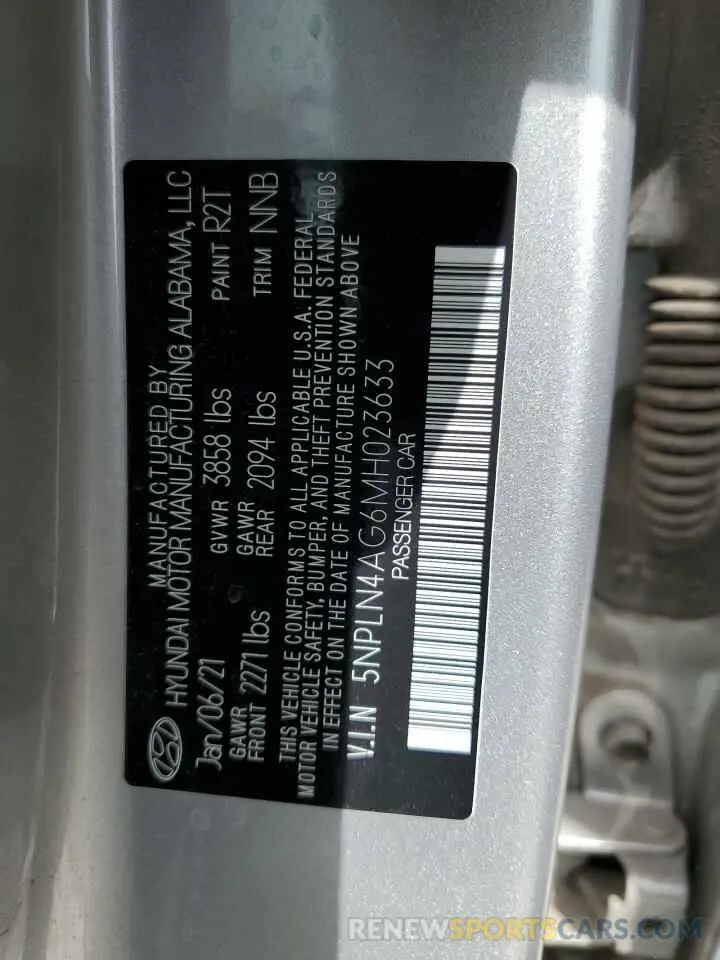 MANUFACTURED BY
HYUNDAI MOTOR MANUFACTURING ALABAMA, LLC
Jan/06/21 GVWR 3858 lbs PAINT R2T
GAWR FRONT 2271 lbs GAWR REAR 2094 lbs TRIM NNB
THIS VEHICLE CONFORMS TO ALL APPLICABLE U.S.A. FEDERAL
MOTOR VEHICLE SAFETY, BUMPER, AND THEFT PREVENTION STANDARDS
IN EFFECT ON THE DATE OF MANUFACTURE SHOWN ABOVE
V.I.N 5NPLN4AG6MH023633
PASSENGER CAR
RENEWSPORTSCARS.COM